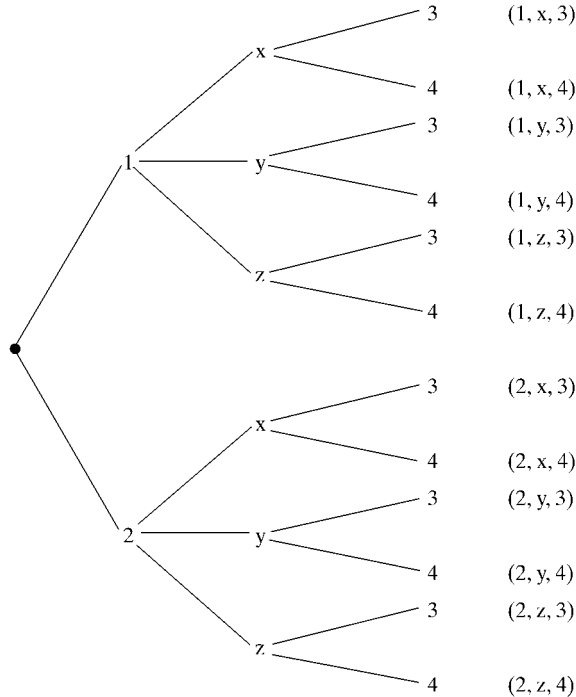 3 (1, x, 3)
x
4 (1, x, 4)
3 (1, y, 3)
1 y
4 (1, y, 4)
3 (1, z, 3)
z
4 (1, z, 4)
3 (2, x, 3)
x
4 (2, x, 4)
3 (2, y, 3)
2 y
4 (2, y, 4)
3 (2, z, 3)
z
4 (2, z, 4)